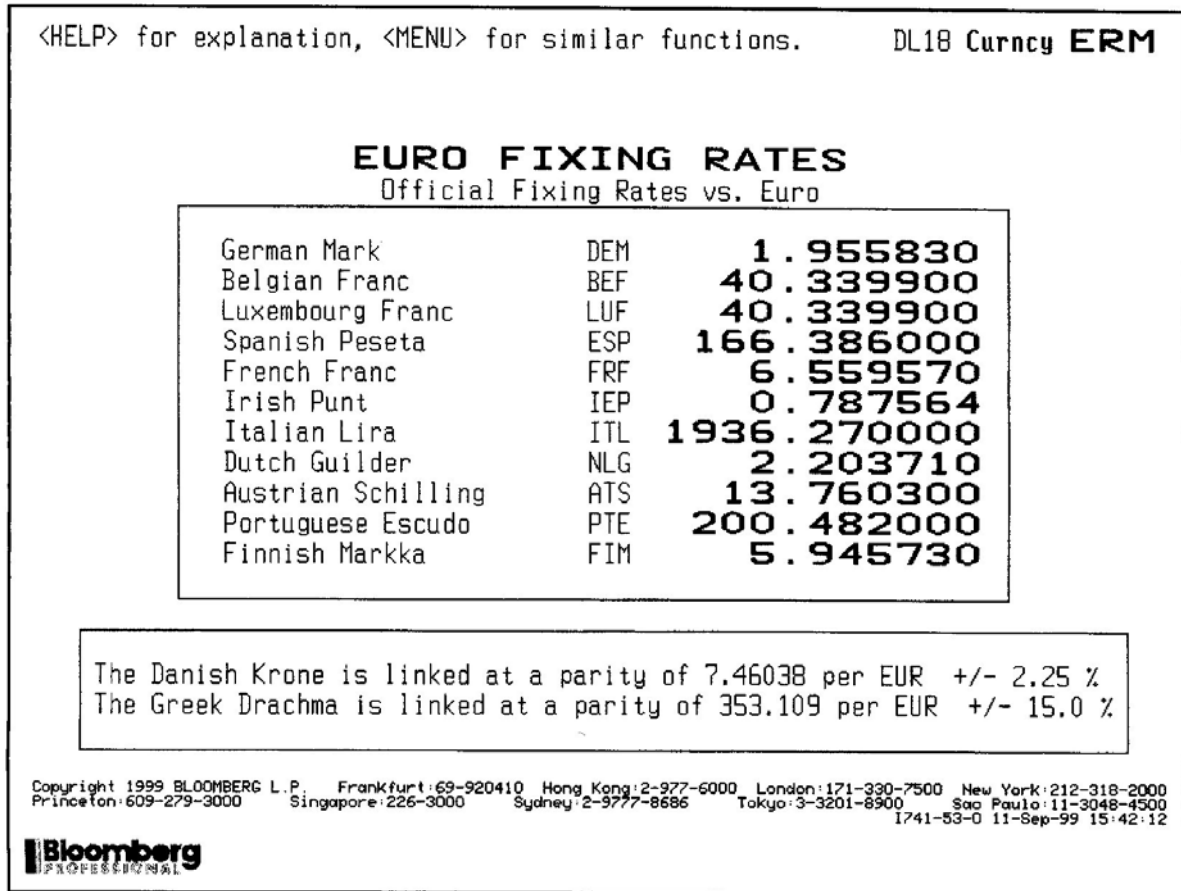 <HELP> for explanation, <MENU> for similar functions. DL18 Curncy ERM
EURO FIXING RATES
Official Fixing Rates vs. Euro
German Mark DEM 1.955830
Belgian Franc BEF 40.339900
Luxembourg Franc LUF 40.339900
Spanish Peseta ESP 166.386000
French Franc FRF 6.559570
Irish Punt IEP 0.787564
Italian Lira ITL 1936.270000
Dutch Guilder NLG 2.203710
Austrian Schilling ATS 13.760300
Portuguese Escudo PTE 200.482000
Finnish Markka FIM 5.945730
The Danish Krone is linked at a parity of 7.46038 per EUR +/- 2.25 %
The Greek Drachma is linked at a parity of 353.109 per EUR +/- 15.0 %
Copyright 1999 BLOOMBERG L.P. Frankfurt:69-920410 Hong Kong:2-977-6000 London:171-330-7500 New York:212-318-2000
Princeton:609-279-3000 Singapore:226-3000 Sydney:2-9777-8686 Tokyo:3-3201-8900 Sao Paulo:11-3048-4500
I741-53-0 11-Sep-99 15:42:12
Bloomberg
PROFESSIONAL